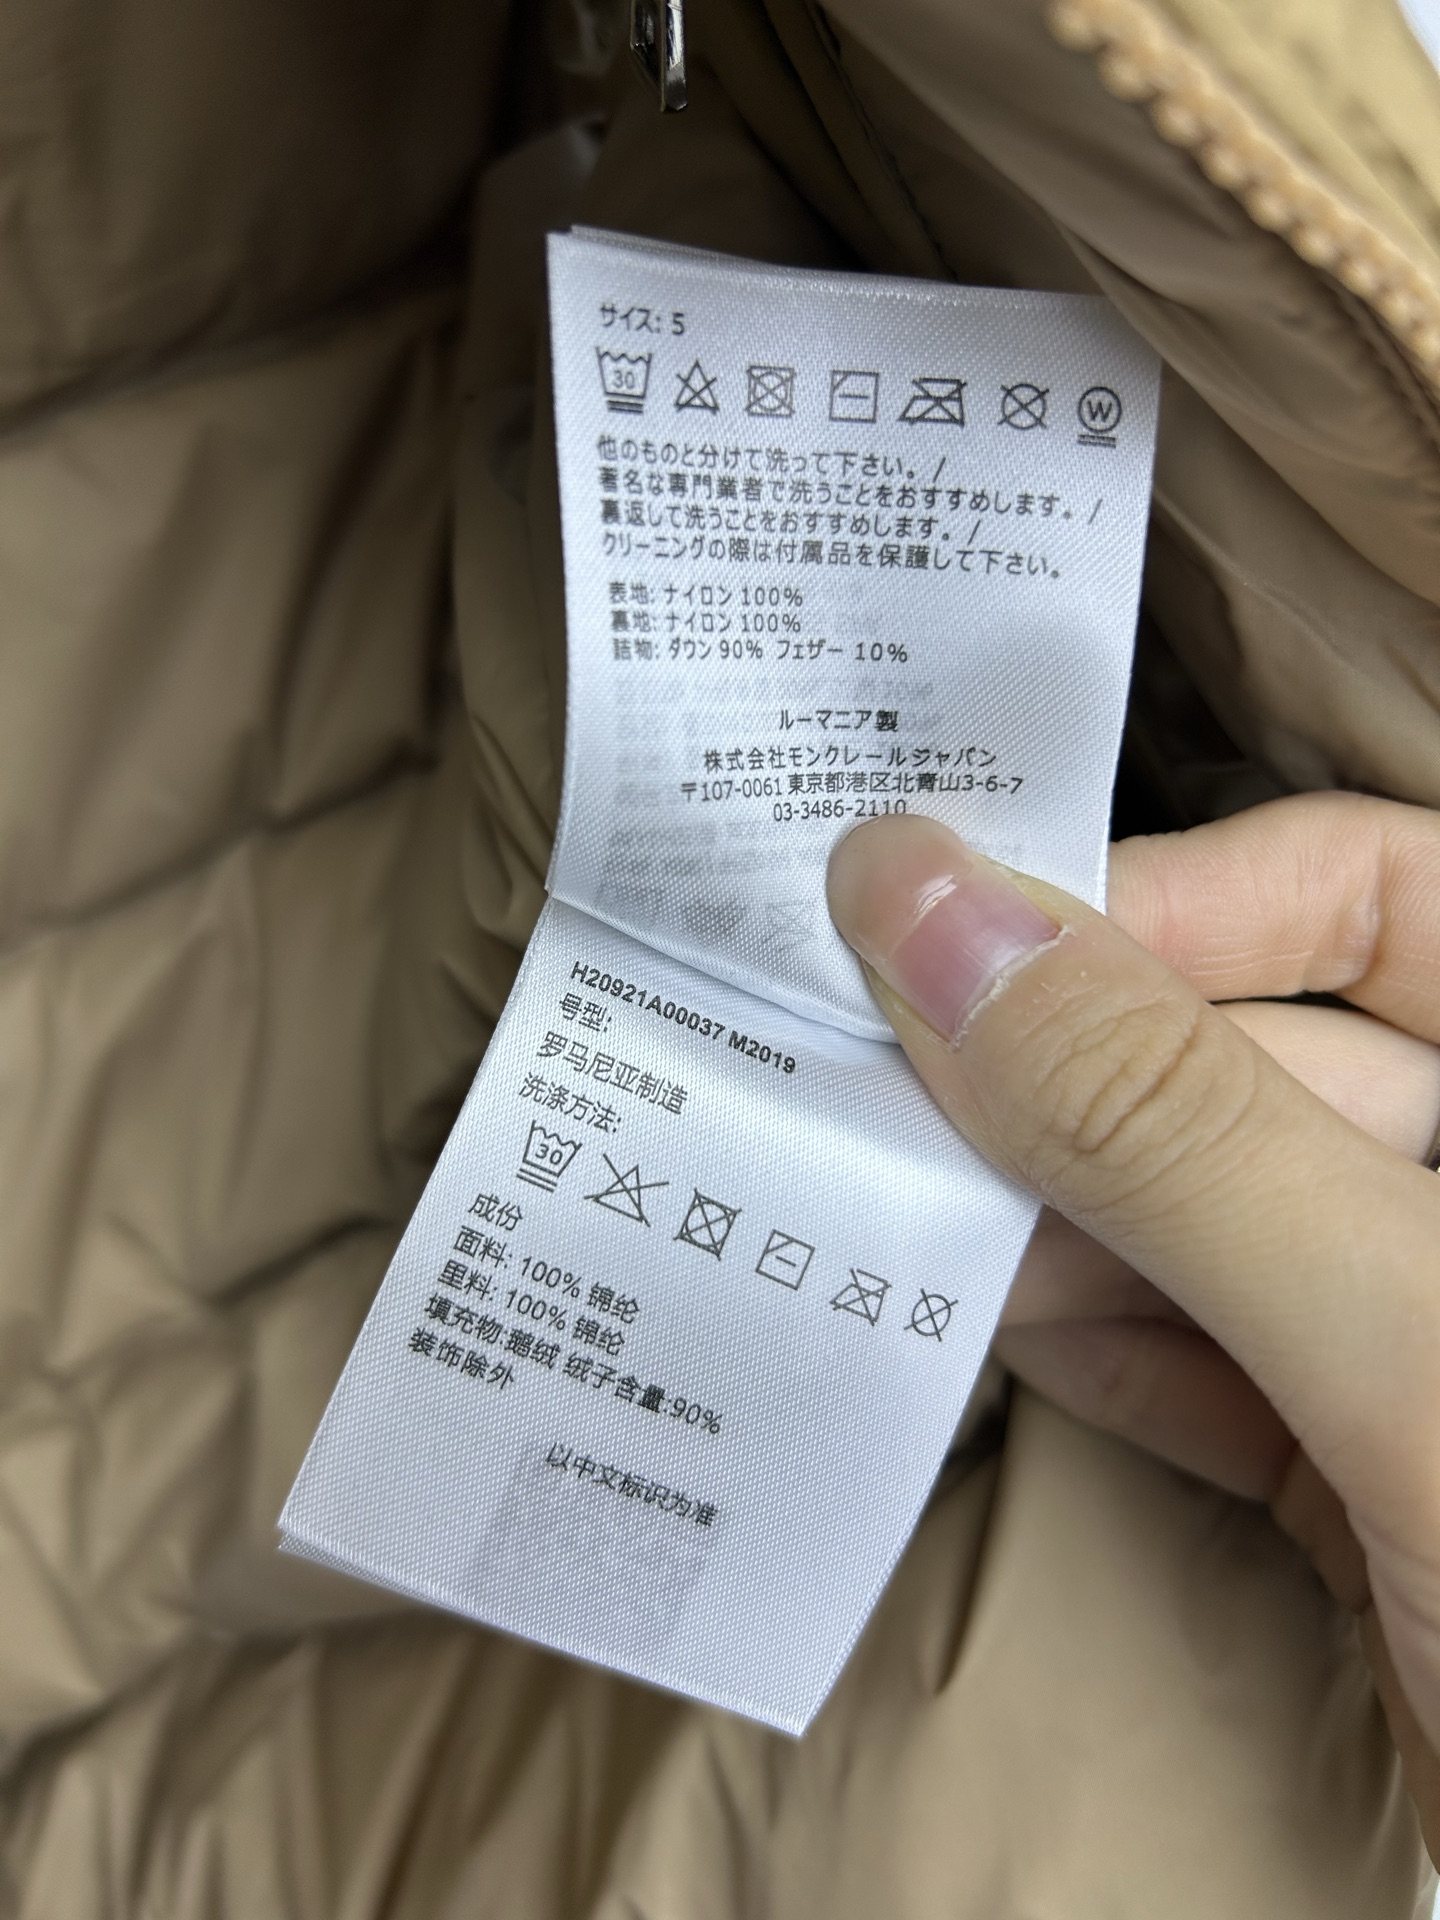 サイズ: 5
30
W
他のものと分けて洗って下さい。 /
著名な専門業者で洗うことをおすすめします。 /
裏返して洗うことをおすすめします。 /
クリーニングの際は付属品を保護して下さい。
表地: ナイロン 100%
裏地: ナイロン 100%
詰物: ダウン 90% フェザー 10%
ルーマニア製
株式会社モンクレールジャパン
〒107-0061 東京都港区北青山3-6-7
03-3486-2110
H20921A00037 M2019
号型:
罗马尼亚制造
洗涤方法:
30
成份
面料: 100% 锦纶
里料: 100% 锦纶
填充物:鹅绒 绒子含量:90%
装饰除外
以中文标识为准